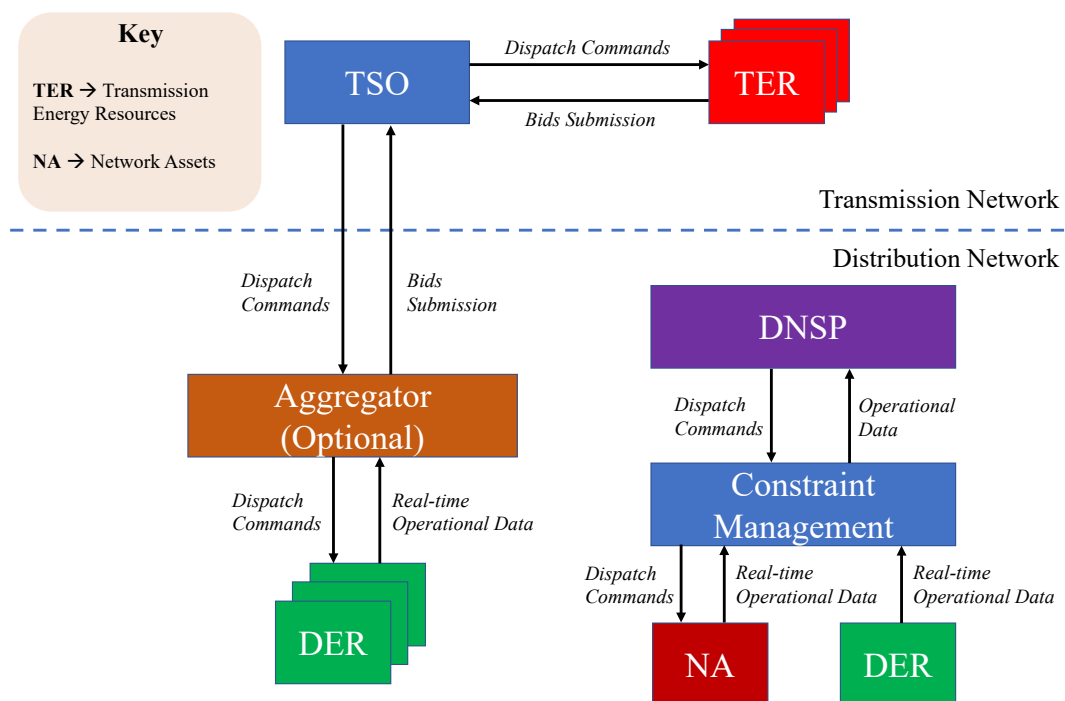 Key
TER → Transmission
Energy Resources
NA → Network Assets
TSO
Dispatch Commands
TER
Bids Submission
Transmission Network
Distribution Network
Dispatch
Commands
Bids
Submission
DNSP
Aggregator
(Optional)
Dispatch
Commands
Operational
Data
Constraint
Management
Dispatch
Commands
Real-time
Operational Data
Dispatch
Commands
Real-time
Operational Data
Real-time
Operational Data
DER
NA
DER